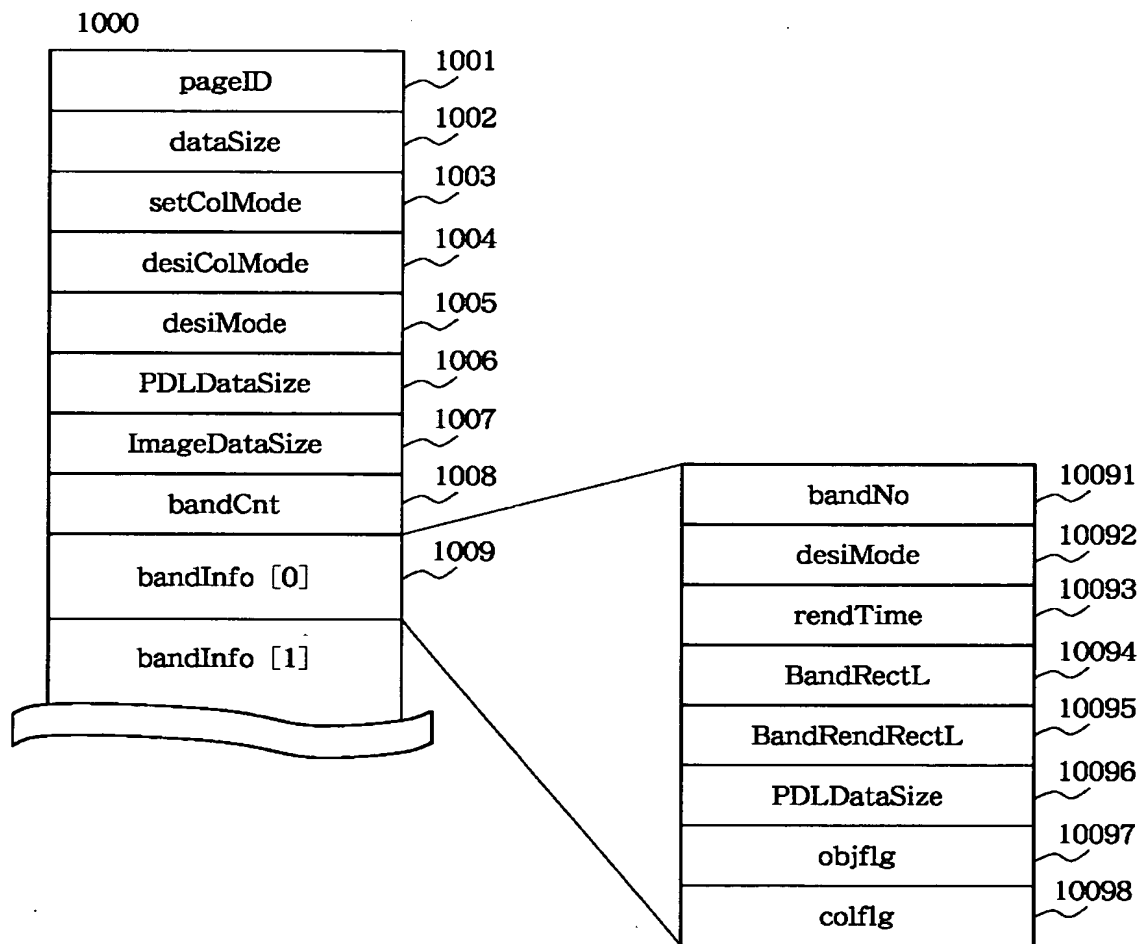 1000
pageID 1001
dataSize 1002
setColMode 1003
desiColMode 1004
desiMode 1005
PDLDataSize 1006
ImageDataSize 1007
bandCnt 1008
bandInfo [0] 1009
bandInfo [1]
bandNo 10091
desiMode 10092
rendTime 10093
BandRectL 10094
BandRendRectL 10095
PDLDataSize 10096
objflg 10097
colflg 10098